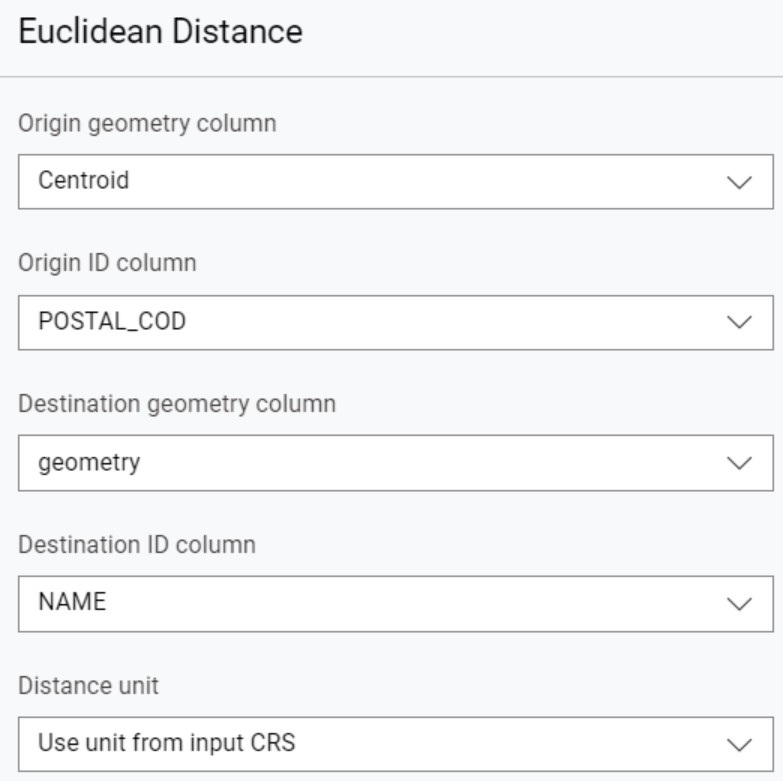 Euclidean Distance
Origin geometry column
Centroid
Origin ID column
POSTAL_COD
Destination geometry column
geometry
Destination ID column
NAME
Distance unit
Use unit from input CRS